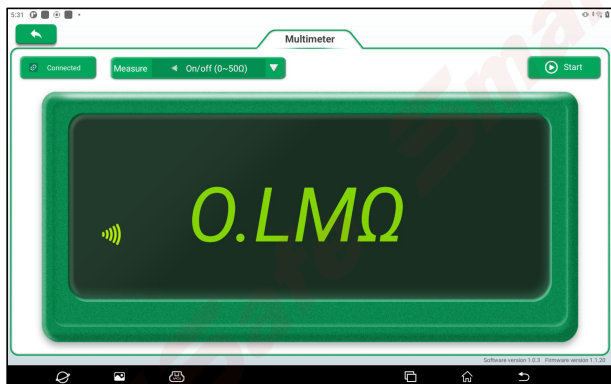 5:31
Multimeter
Connected
Measure
On/off (0~50Ω)
Start
O.LMΩ
Software version 1.0.3 Firmware version 1.1.20